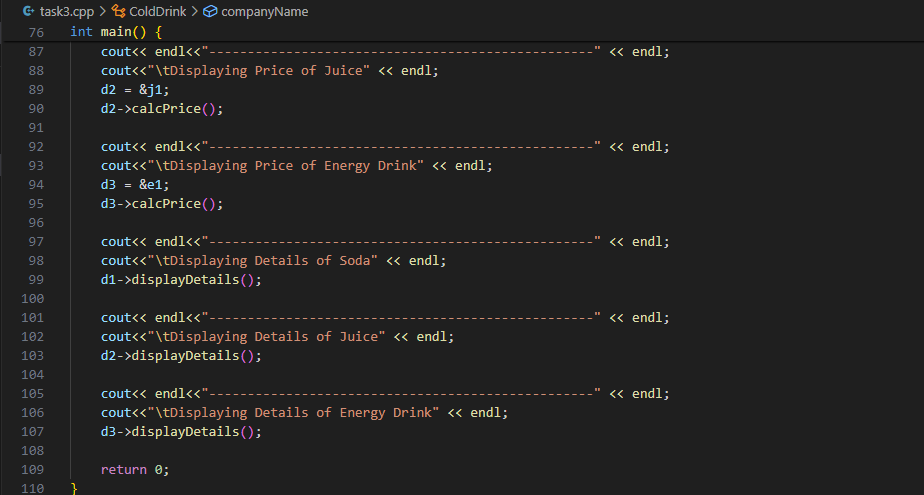 task3.cpp > ColdDrink > companyName
76 int main() {
87     cout<< endl<<"--------------------------------------------------" << endl;
88     cout<<"\tDisplaying Price of Juice" << endl;
89     d2 = &j1;
90     d2->calcPrice();
91
92     cout<< endl<<"--------------------------------------------------" << endl;
93     cout<<"\tDisplaying Price of Energy Drink" << endl;
94     d3 = &e1;
95     d3->calcPrice();
96
97     cout<< endl<<"--------------------------------------------------" << endl;
98     cout<<"\tDisplaying Details of Soda" << endl;
99     d1->displayDetails();
100
101     cout<< endl<<"--------------------------------------------------" << endl;
102     cout<<"\tDisplaying Details of Juice" << endl;
103     d2->displayDetails();
104
105     cout<< endl<<"--------------------------------------------------" << endl;
106     cout<<"\tDisplaying Details of Energy Drink" << endl;
107     d3->displayDetails();
108
109     return 0;
110 }